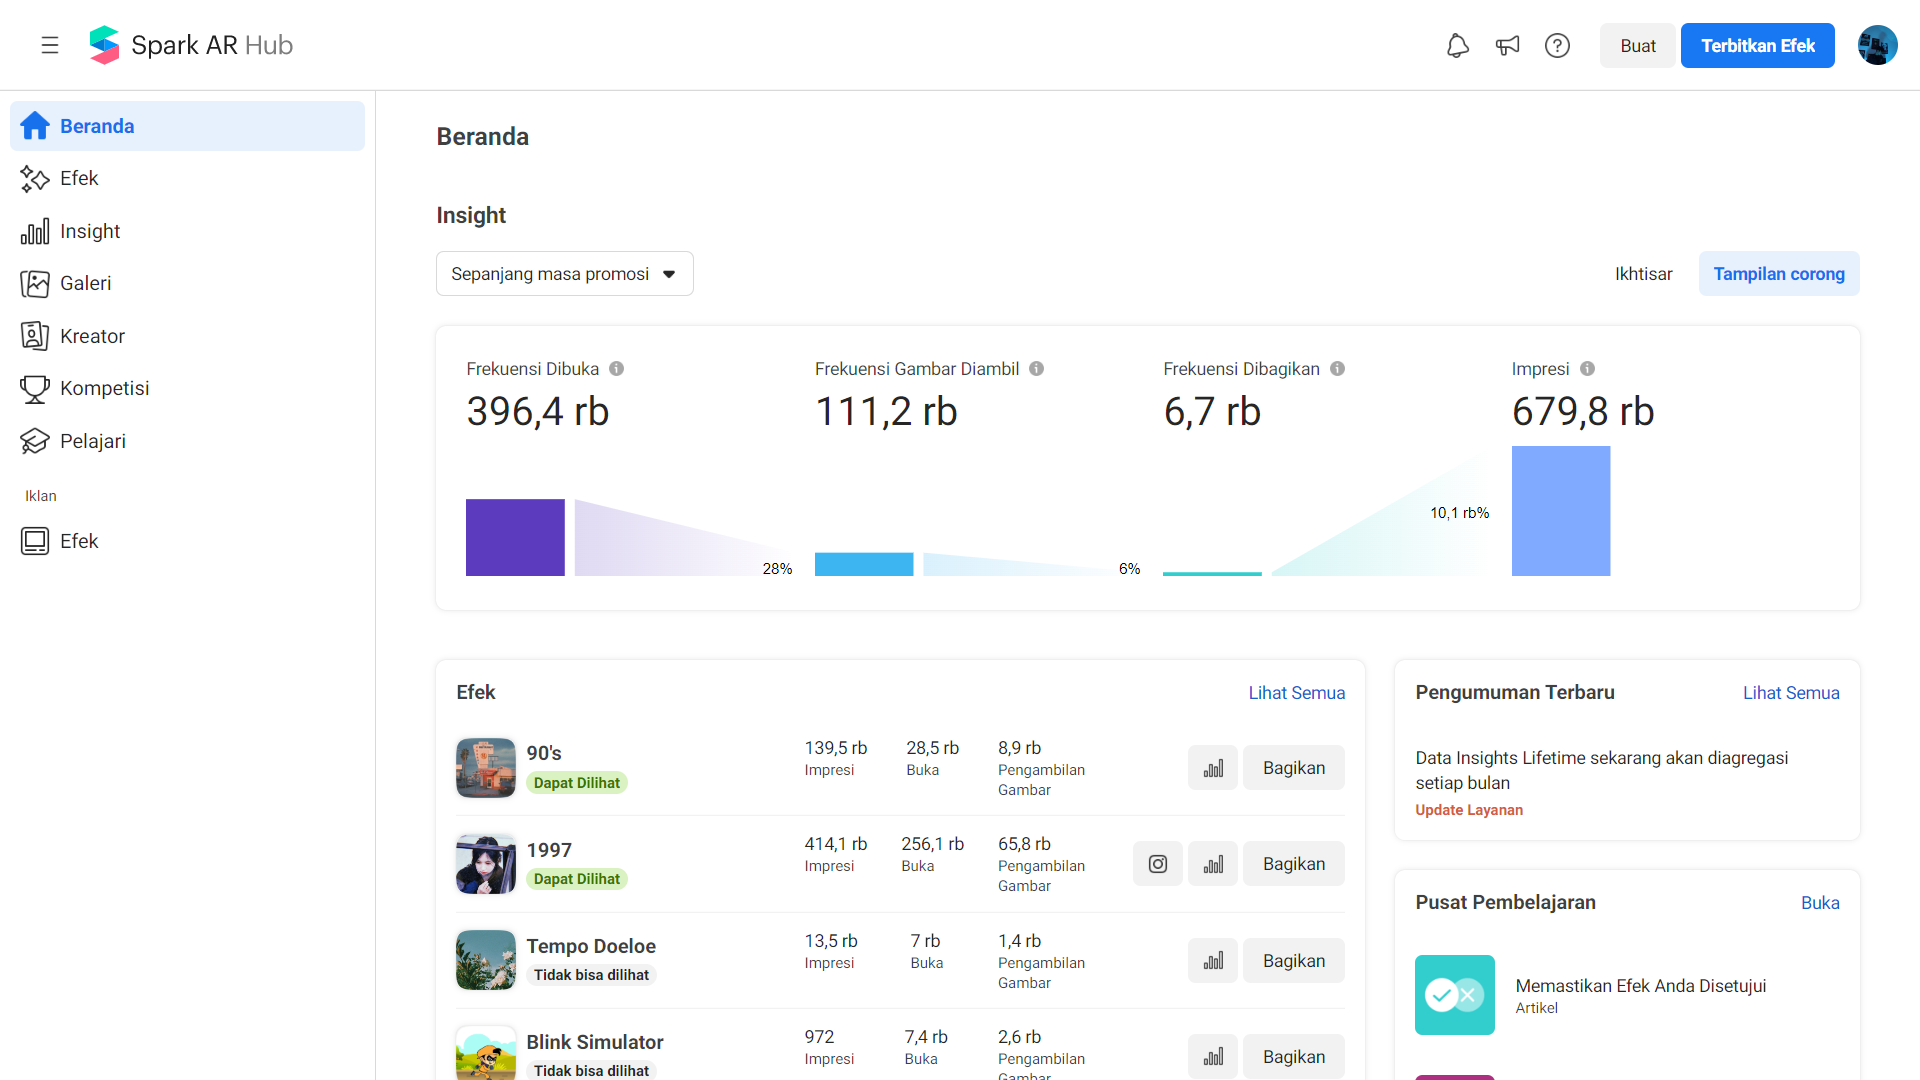 Spark AR Hub
Buat
Terbitkan Efek
Beranda
Efek
Insight
Galeri
Kreator
Kompetisi
Pelajari
Iklan
Efek
Beranda
Insight
Sepanjang masa promosi
Ikhtisar
Tampilan corong
Frekuensi Dibuka
396,4 rb
28%
Frekuensi Gambar Diambil
111,2 rb
6%
Frekuensi Dibagikan
6,7 rb
10,1 rb%
Impresi
679,8 rb
Efek
Lihat Semua
90's
Dapat Dilihat
139,5 rb
Impresi
28,5 rb
Buka
8,9 rb
Pengambilan
Gambar
Bagikan
1997
Dapat Dilihat
414,1 rb
Impresi
256,1 rb
Buka
65,8 rb
Pengambilan
Gambar
Bagikan
Tempo Doeloe
Tidak bisa dilihat
13,5 rb
Impresi
7 rb
Buka
1,4 rb
Pengambilan
Gambar
Bagikan
Blink Simulator
Tidak bisa dilihat
972
Impresi
7,4 rb
Buka
2,6 rb
Pengambilan
Gambar
Bagikan
Pengumuman Terbaru
Lihat Semua
Data Insights Lifetime sekarang akan diagregasi
setiap bulan
Update Layanan
Pusat Pembelajaran
Buka
Memastikan Efek Anda Disetujui
Artikel